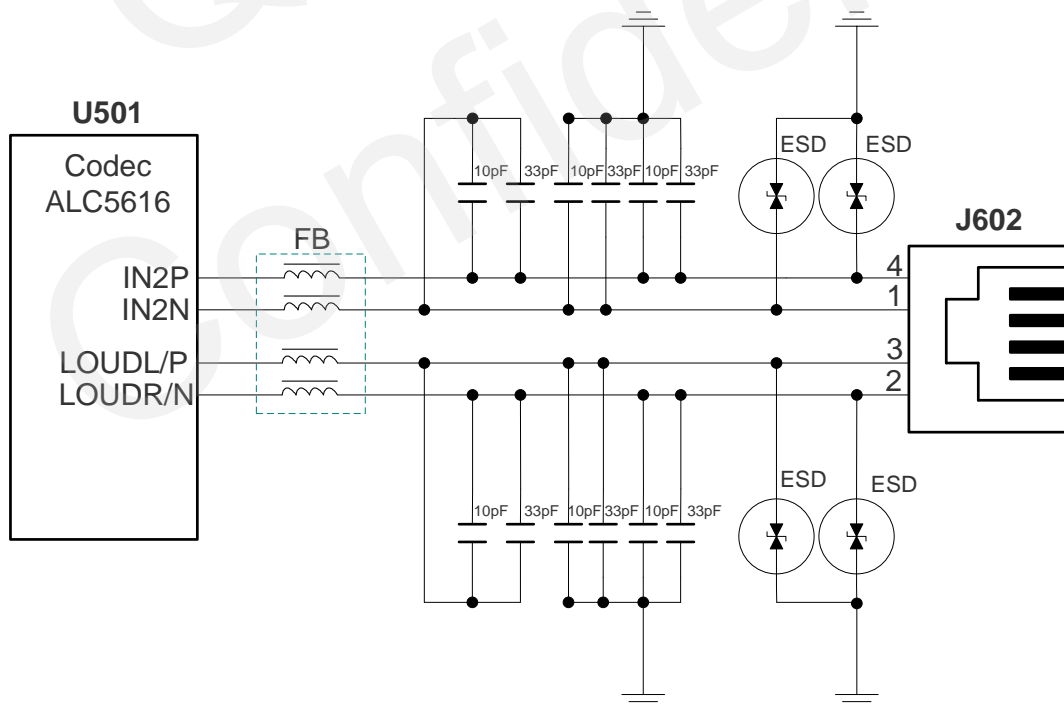 U501
Codec
ALC5616
10pF 33pF 10pF 33pF 10pF 33pF
ESD ESD
J602
FB
IN2P
IN2N
LOUDL/P
LOUDR/N
4
1
3
2
ESD ESD
10pF 33pF 10pF 33pF 10pF 33pF